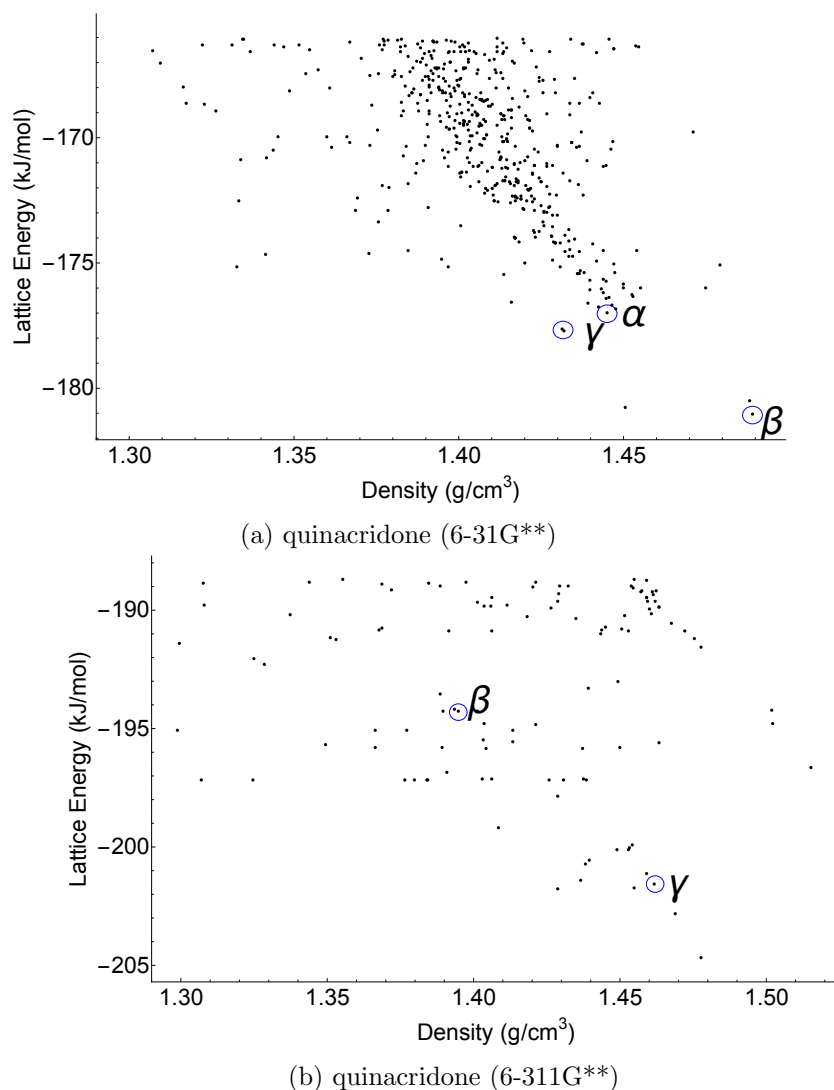 Lattice Energy (kJ/mol)
−170
−175
−180
γ
α
β
1.30
1.35
1.40
1.45
Density (g/cm³)
(a) quinacridone (6-31G**)
Lattice Energy (kJ/mol)
−190
−195
−200
−205
β
γ
1.30
1.35
1.40
1.45
1.50
Density (g/cm³)
(b) quinacridone (6-311G**)